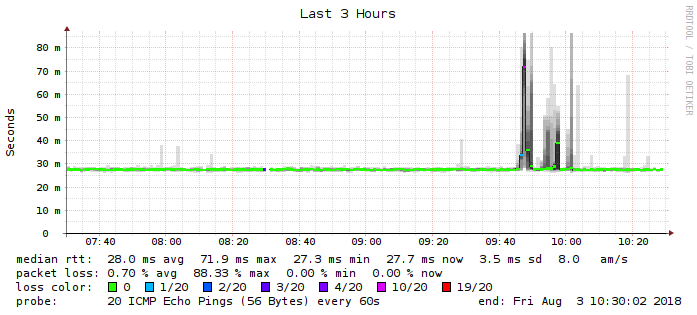 Last 3 Hours
RRDTOOL / TOBI OETIKER
Seconds
80 m
70 m
60 m
50 m
40 m
30 m
20 m
10 m
0
07:40 08:00 08:20 08:40 09:00 09:20 09:40 10:00 10:20
median rtt: 28.0 ms avg 71.9 ms max 27.3 ms min 27.7 ms now 3.5 ms sd 8.0 am/s
packet loss: 0.70 % avg 88.33 % max 0.00 % min 0.00 % now
loss color: 0 1/20 2/20 3/20 4/20 10/20 19/20
probe: 20 ICMP Echo Pings (56 Bytes) every 60s end: Fri Aug 3 10:30:02 2018